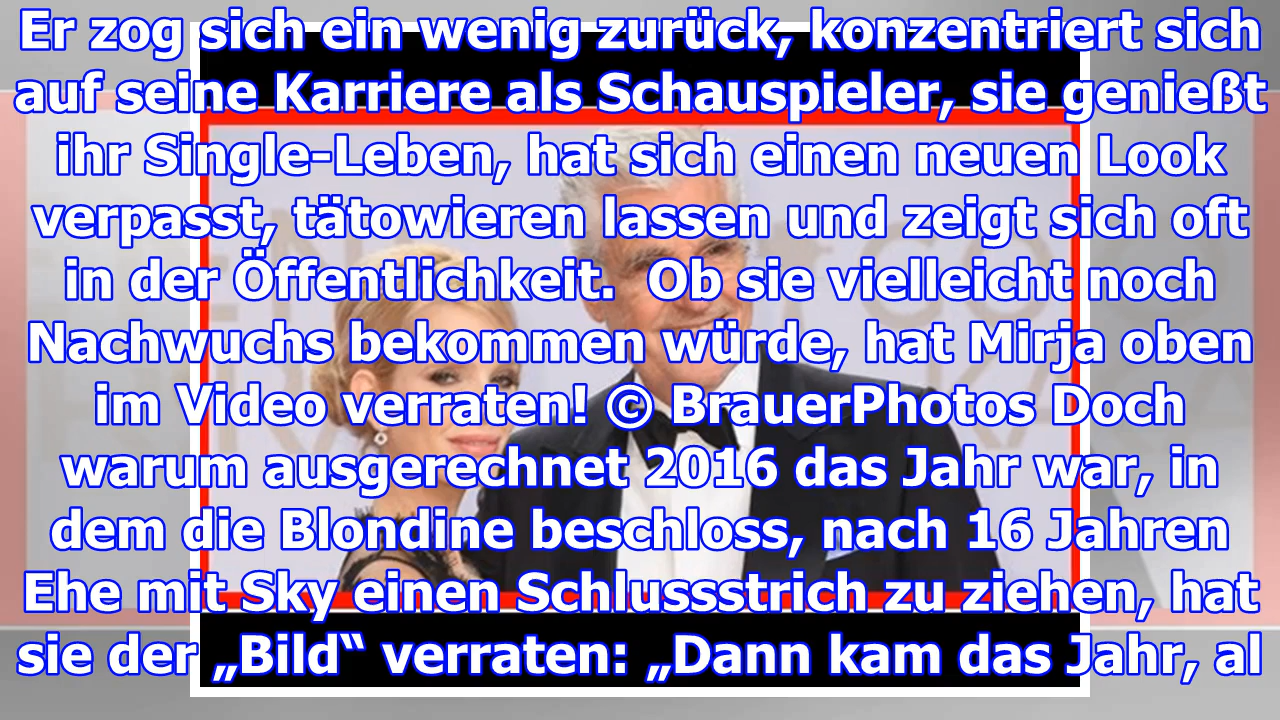 Er zog sich ein wenig zurück, konzentriert sich
auf seine Karriere als Schauspieler, sie genießt
ihr Single-Leben, hat sich einen neuen Look
verpasst, tätowieren lassen und zeigt sich oft
in der Öffentlichkeit.  Ob sie vielleicht noch
Nachwuchs bekommen würde, hat Mirja oben
im Video verraten! © BrauerPhotos Doch
warum ausgerechnet 2016 das Jahr war, in
dem die Blondine beschloss, nach 16 Jahren
Ehe mit Sky einen Schlussstrich zu ziehen, hat
sie der „Bild“ verraten: „Dann kam das Jahr, al